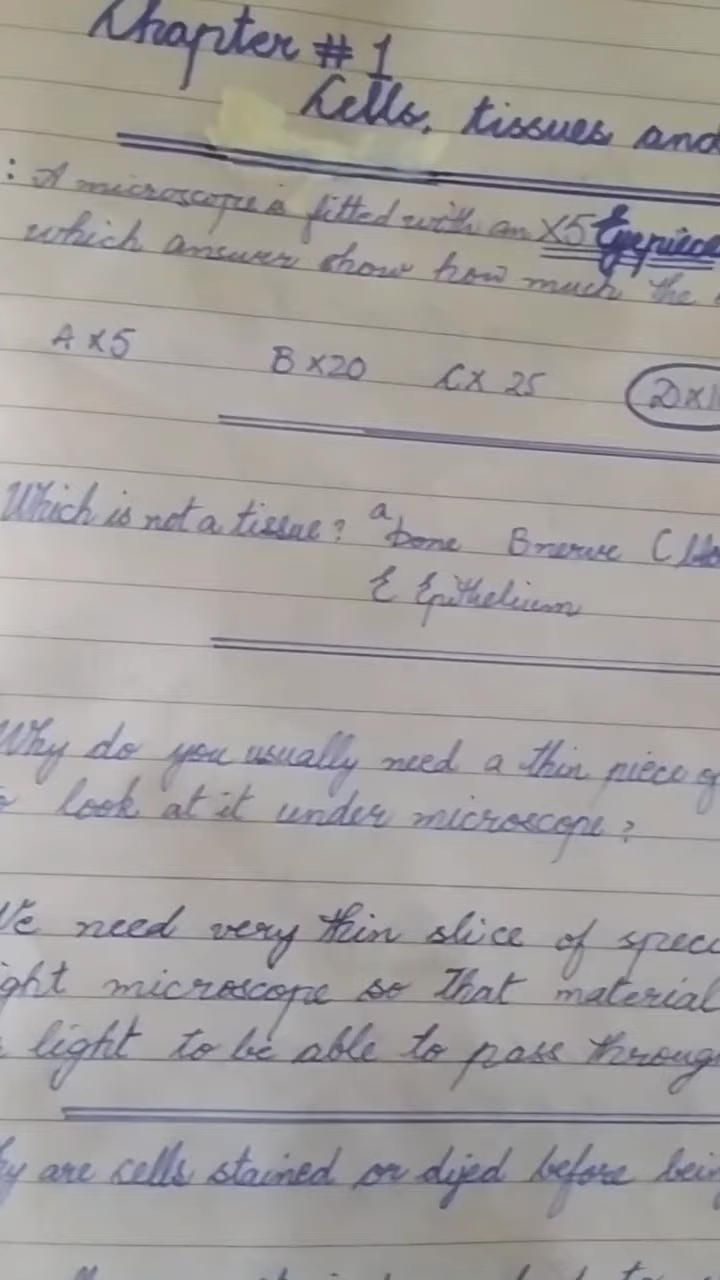 Chapter # 1
Cells, tissues and
: A microscope is fitted with an X5 Eyepiece
which answer show how much the
A X5 B X20 C X 25 D X1
Which is not a tissue? a bone B nerve C
E Epithelium
Why do you usually need a thin piece of
look at it under microscope?
We need very thin slice of spec
ght microscope so that material
light to be able to pass throug
y are cells stained or dyed before bein